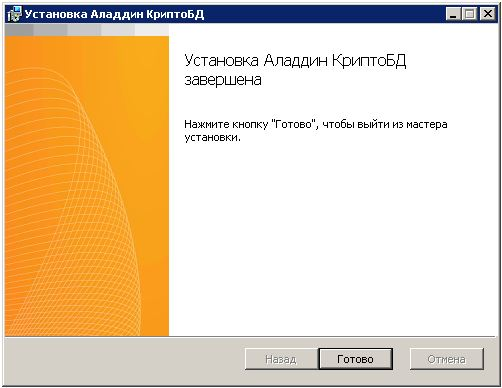 Установка Аладдин КриптоБД
Установка Аладдин КриптоБД
завершена
Нажмите кнопку "Готово", чтобы выйти из мастера
установки.
Назад
Готово
Отмена